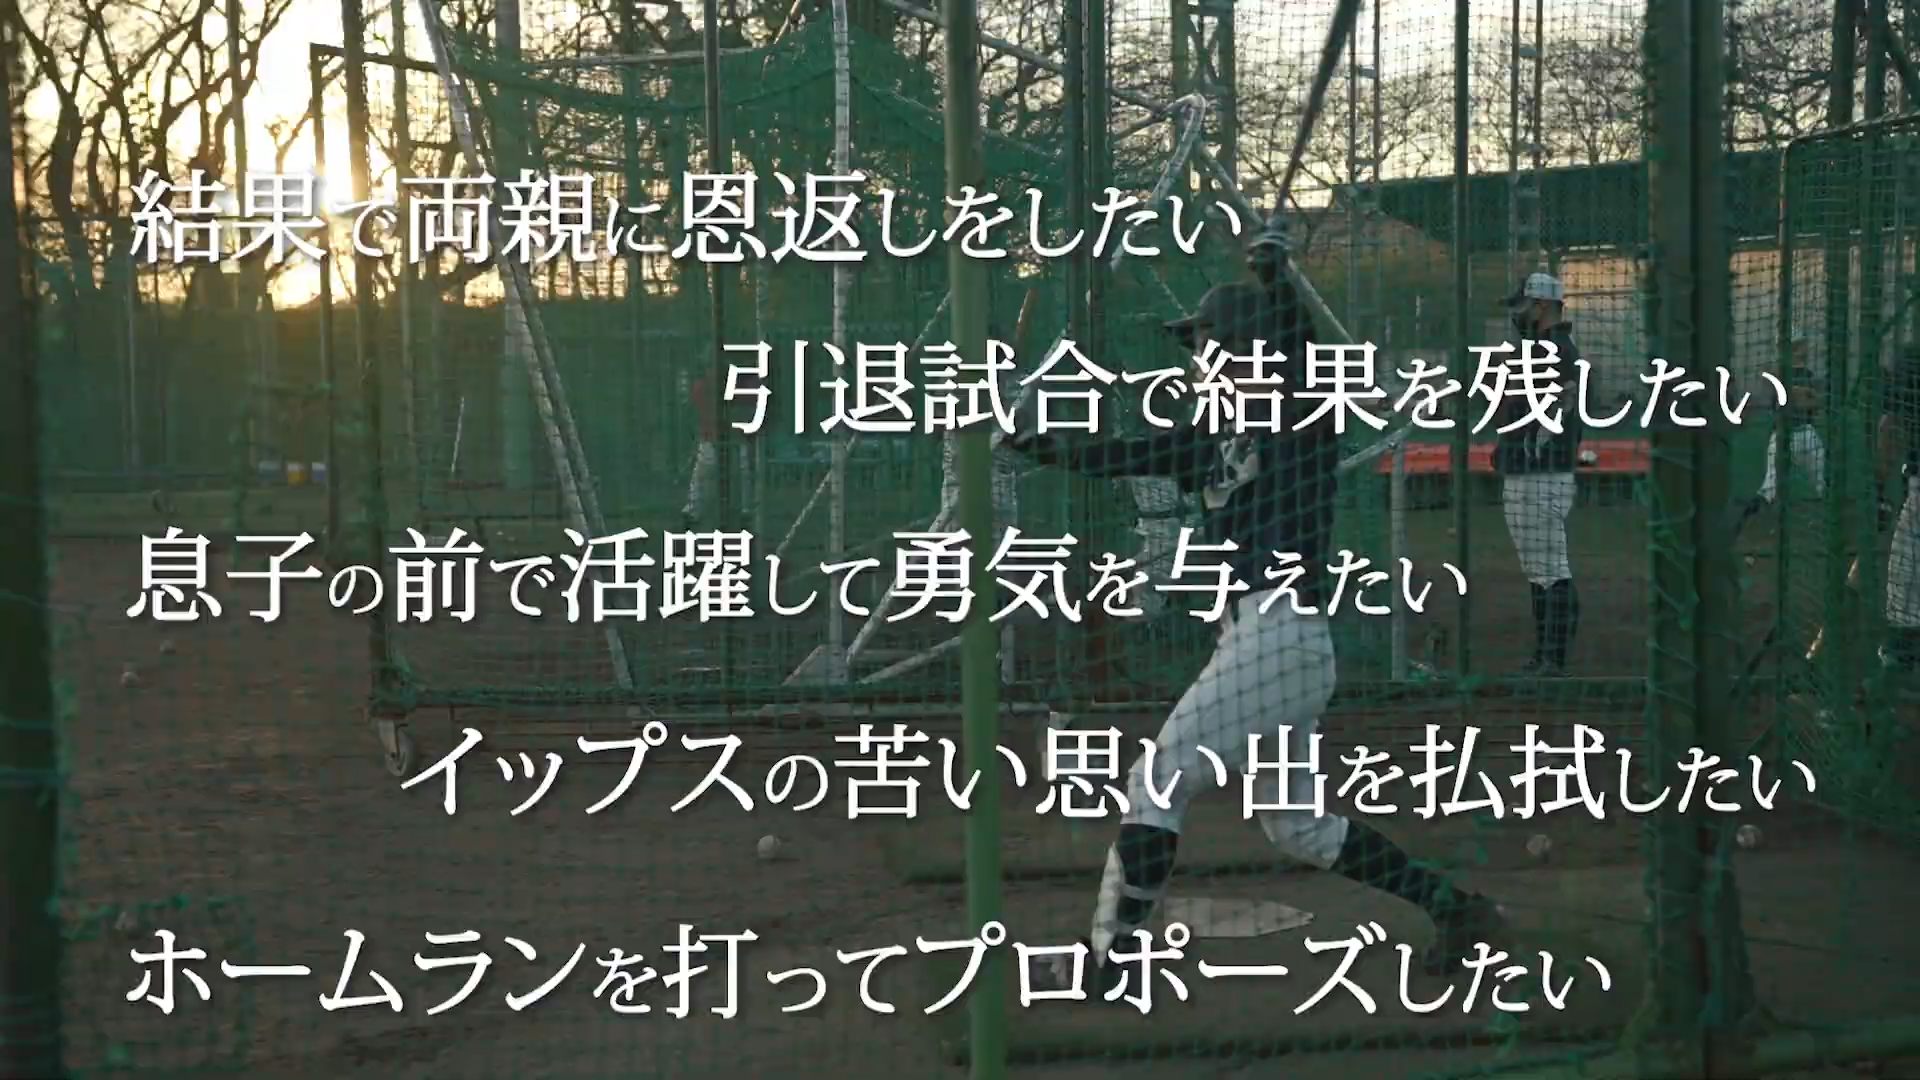 結果で両親に恩返しをしたい
引退試合で結果を残したい
息子の前で活躍して勇気を与えたい
イップスの苦い思い出を払拭したい
ホームランを打ってプロポーズしたい